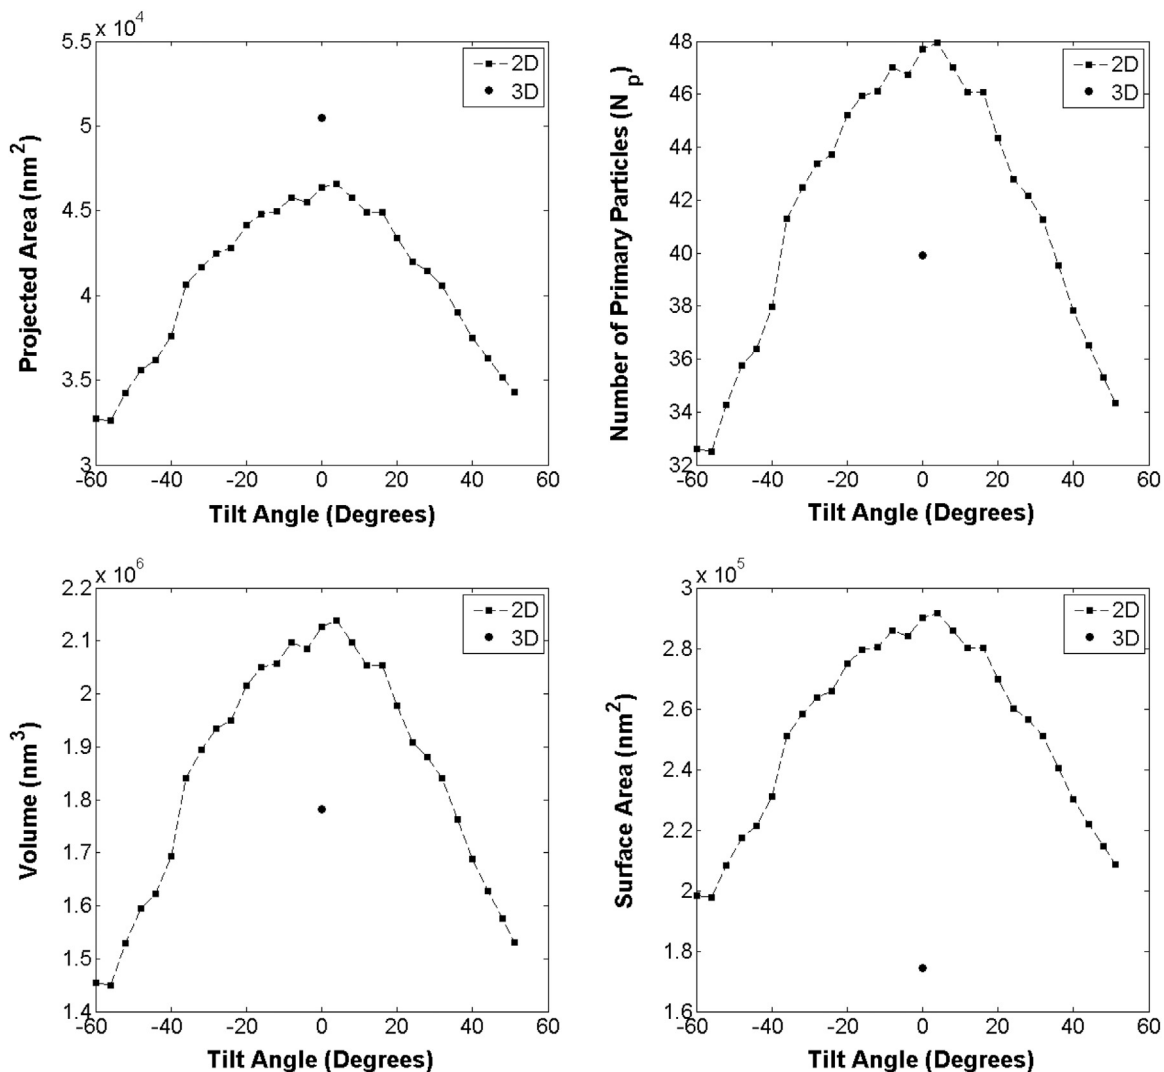 x 10^4
5.5
5
4.5
4
3.5
3
-60 -40 -20 0 20 40 60
Projected Area (nm^2)
Tilt Angle (Degrees)
2D
3D
48
46
44
42
40
38
36
34
32
-60 -40 -20 0 20 40 60
Number of Primary Particles (N_p)
Tilt Angle (Degrees)
2D
3D
x 10^6
2.2
2.1
2
1.9
1.8
1.7
1.6
1.5
1.4
-60 -40 -20 0 20 40 60
Volume (nm^3)
Tilt Angle (Degrees)
2D
3D
x 10^5
3
2.8
2.6
2.4
2.2
2
1.8
1.6
-60 -40 -20 0 20 40 60
Surface Area (nm^2)
Tilt Angle (Degrees)
2D
3D